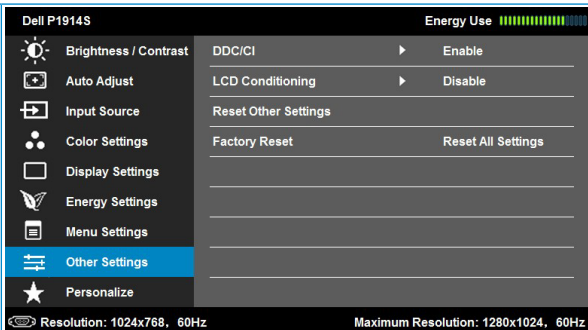 Dell P1914S Energy Use
Brightness / Contrast DDC/CI Enable
Auto Adjust LCD Conditioning Disable
Input Source Reset Other Settings
Color Settings Factory Reset Reset All Settings
Display Settings
Energy Settings
Menu Settings
Other Settings
Personalize
Resolution: 1024x768, 60Hz Maximum Resolution: 1280x1024, 60Hz